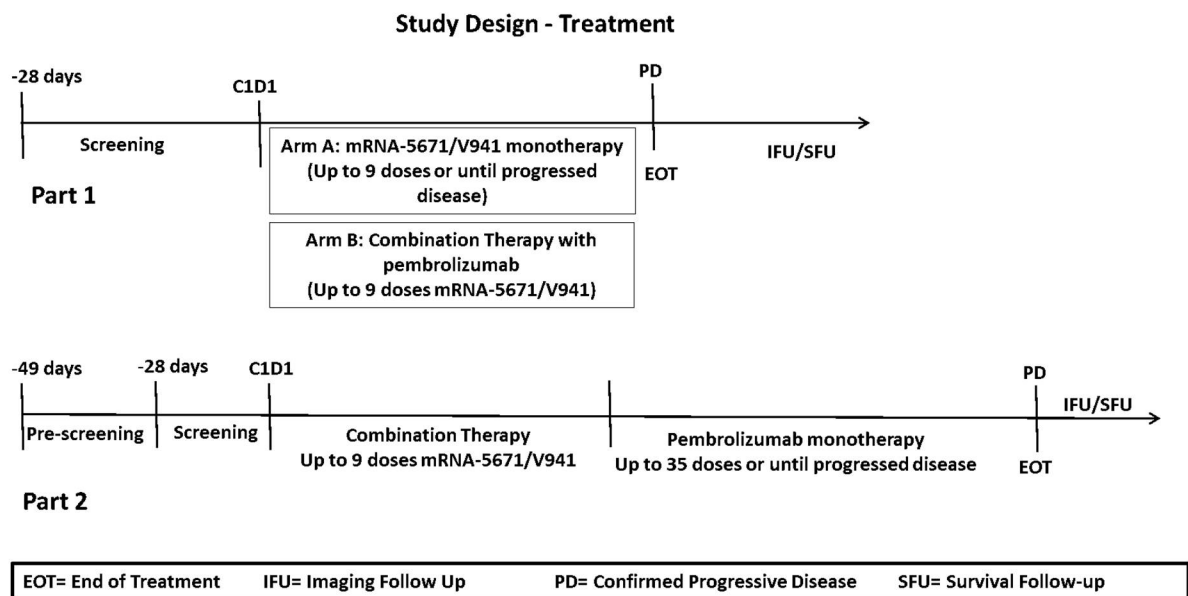 Study Design - Treatment
-28 days
C1D1
PD
Screening
Arm A: mRNA-5671/V941 monotherapy
(Up to 9 doses or until progressed
disease)
EOT
IFU/SFU
Part 1
Arm B: Combination Therapy with
pembrolizumab
(Up to 9 doses mRNA-5671/V941)
-49 days
-28 days
C1D1
PD
IFU/SFU
Pre-screening
Screening
Combination Therapy
Up to 9 doses mRNA-5671/V941
Pembrolizumab monotherapy
Up to 35 doses or until progressed disease
EOT
Part 2
EOT= End of Treatment IFU= Imaging Follow Up PD= Confirmed Progressive Disease SFU= Survival Follow-up